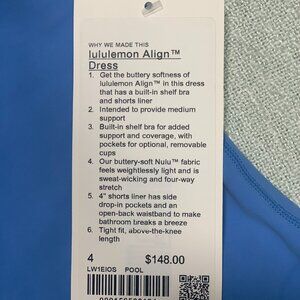 WHY WE MADE THIS
lululemon Align™
Dress
1. Get the buttery softness of
lululemon Align™ in this dress
that has a built-in shelf bra
and shorts liner
2. Intended to provide medium
support
3. Built-in shelf bra for added
support and coverage, with
pockets for optional, removable
cups
4. Our buttery-soft Nulu™ fabric
feels weightlessly light and is
sweat-wicking and four-way
stretch
5. 4" shorts liner has side
drop-in pockets and an
open-back waistband to make
bathroom breaks a breeze
6. Tight fit, above-the-knee
length
4 $148.00
LW1EIOS POOL